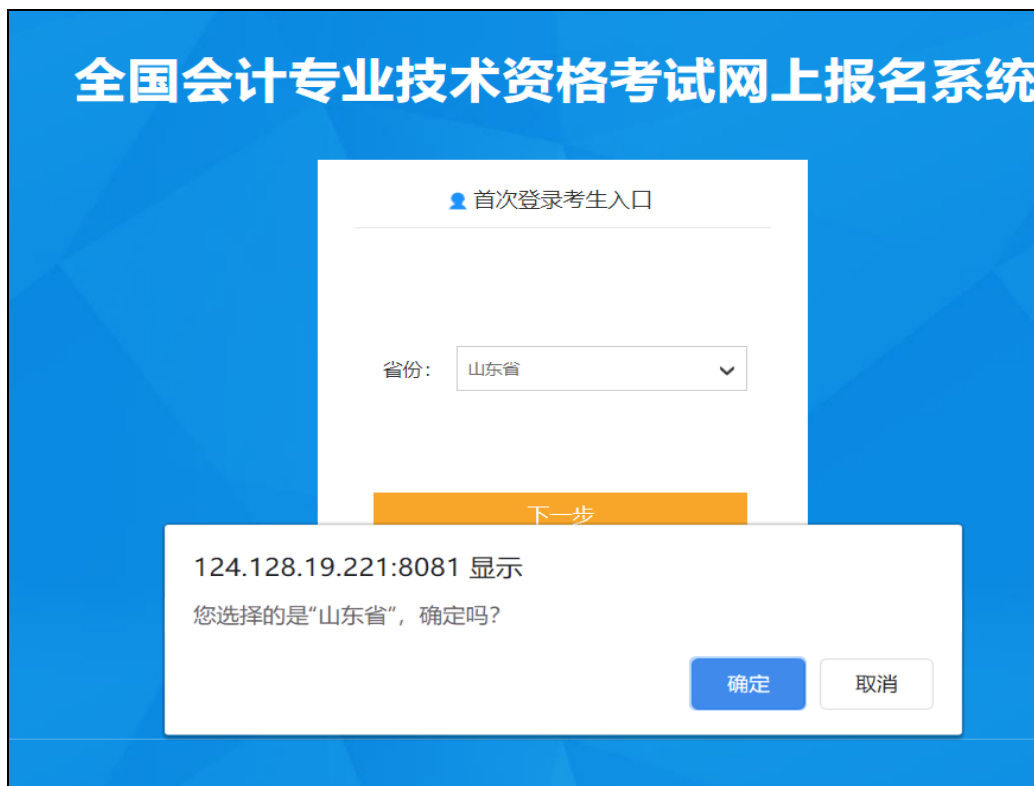 全国会计专业技术资格考试网上报名系统
首次登录考生入口
省份： 山东省
下一步
124.128.19.221:8081 显示
您选择的是“山东省”，确定吗？
确定 取消